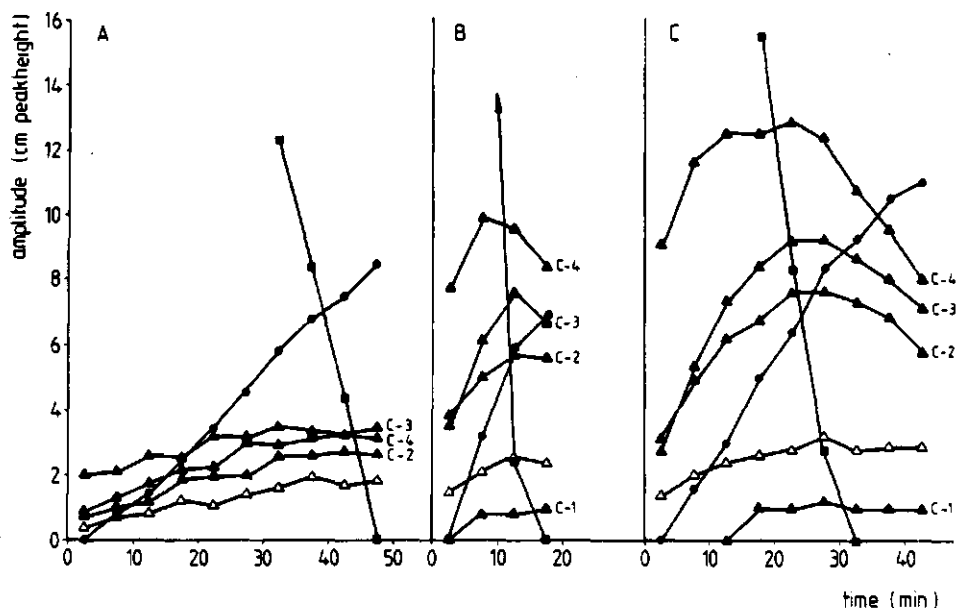 amplitude (cm peakheight)
16
14
12
10
8
6
4
2
0
A
C-3
C-4
C-2
0 10 20 30 40 50
B
C-4
C-3
C-2
C-1
0 10 20
C
C-4
C-3
C-2
C-1
0 10 20 30 40
time (min)